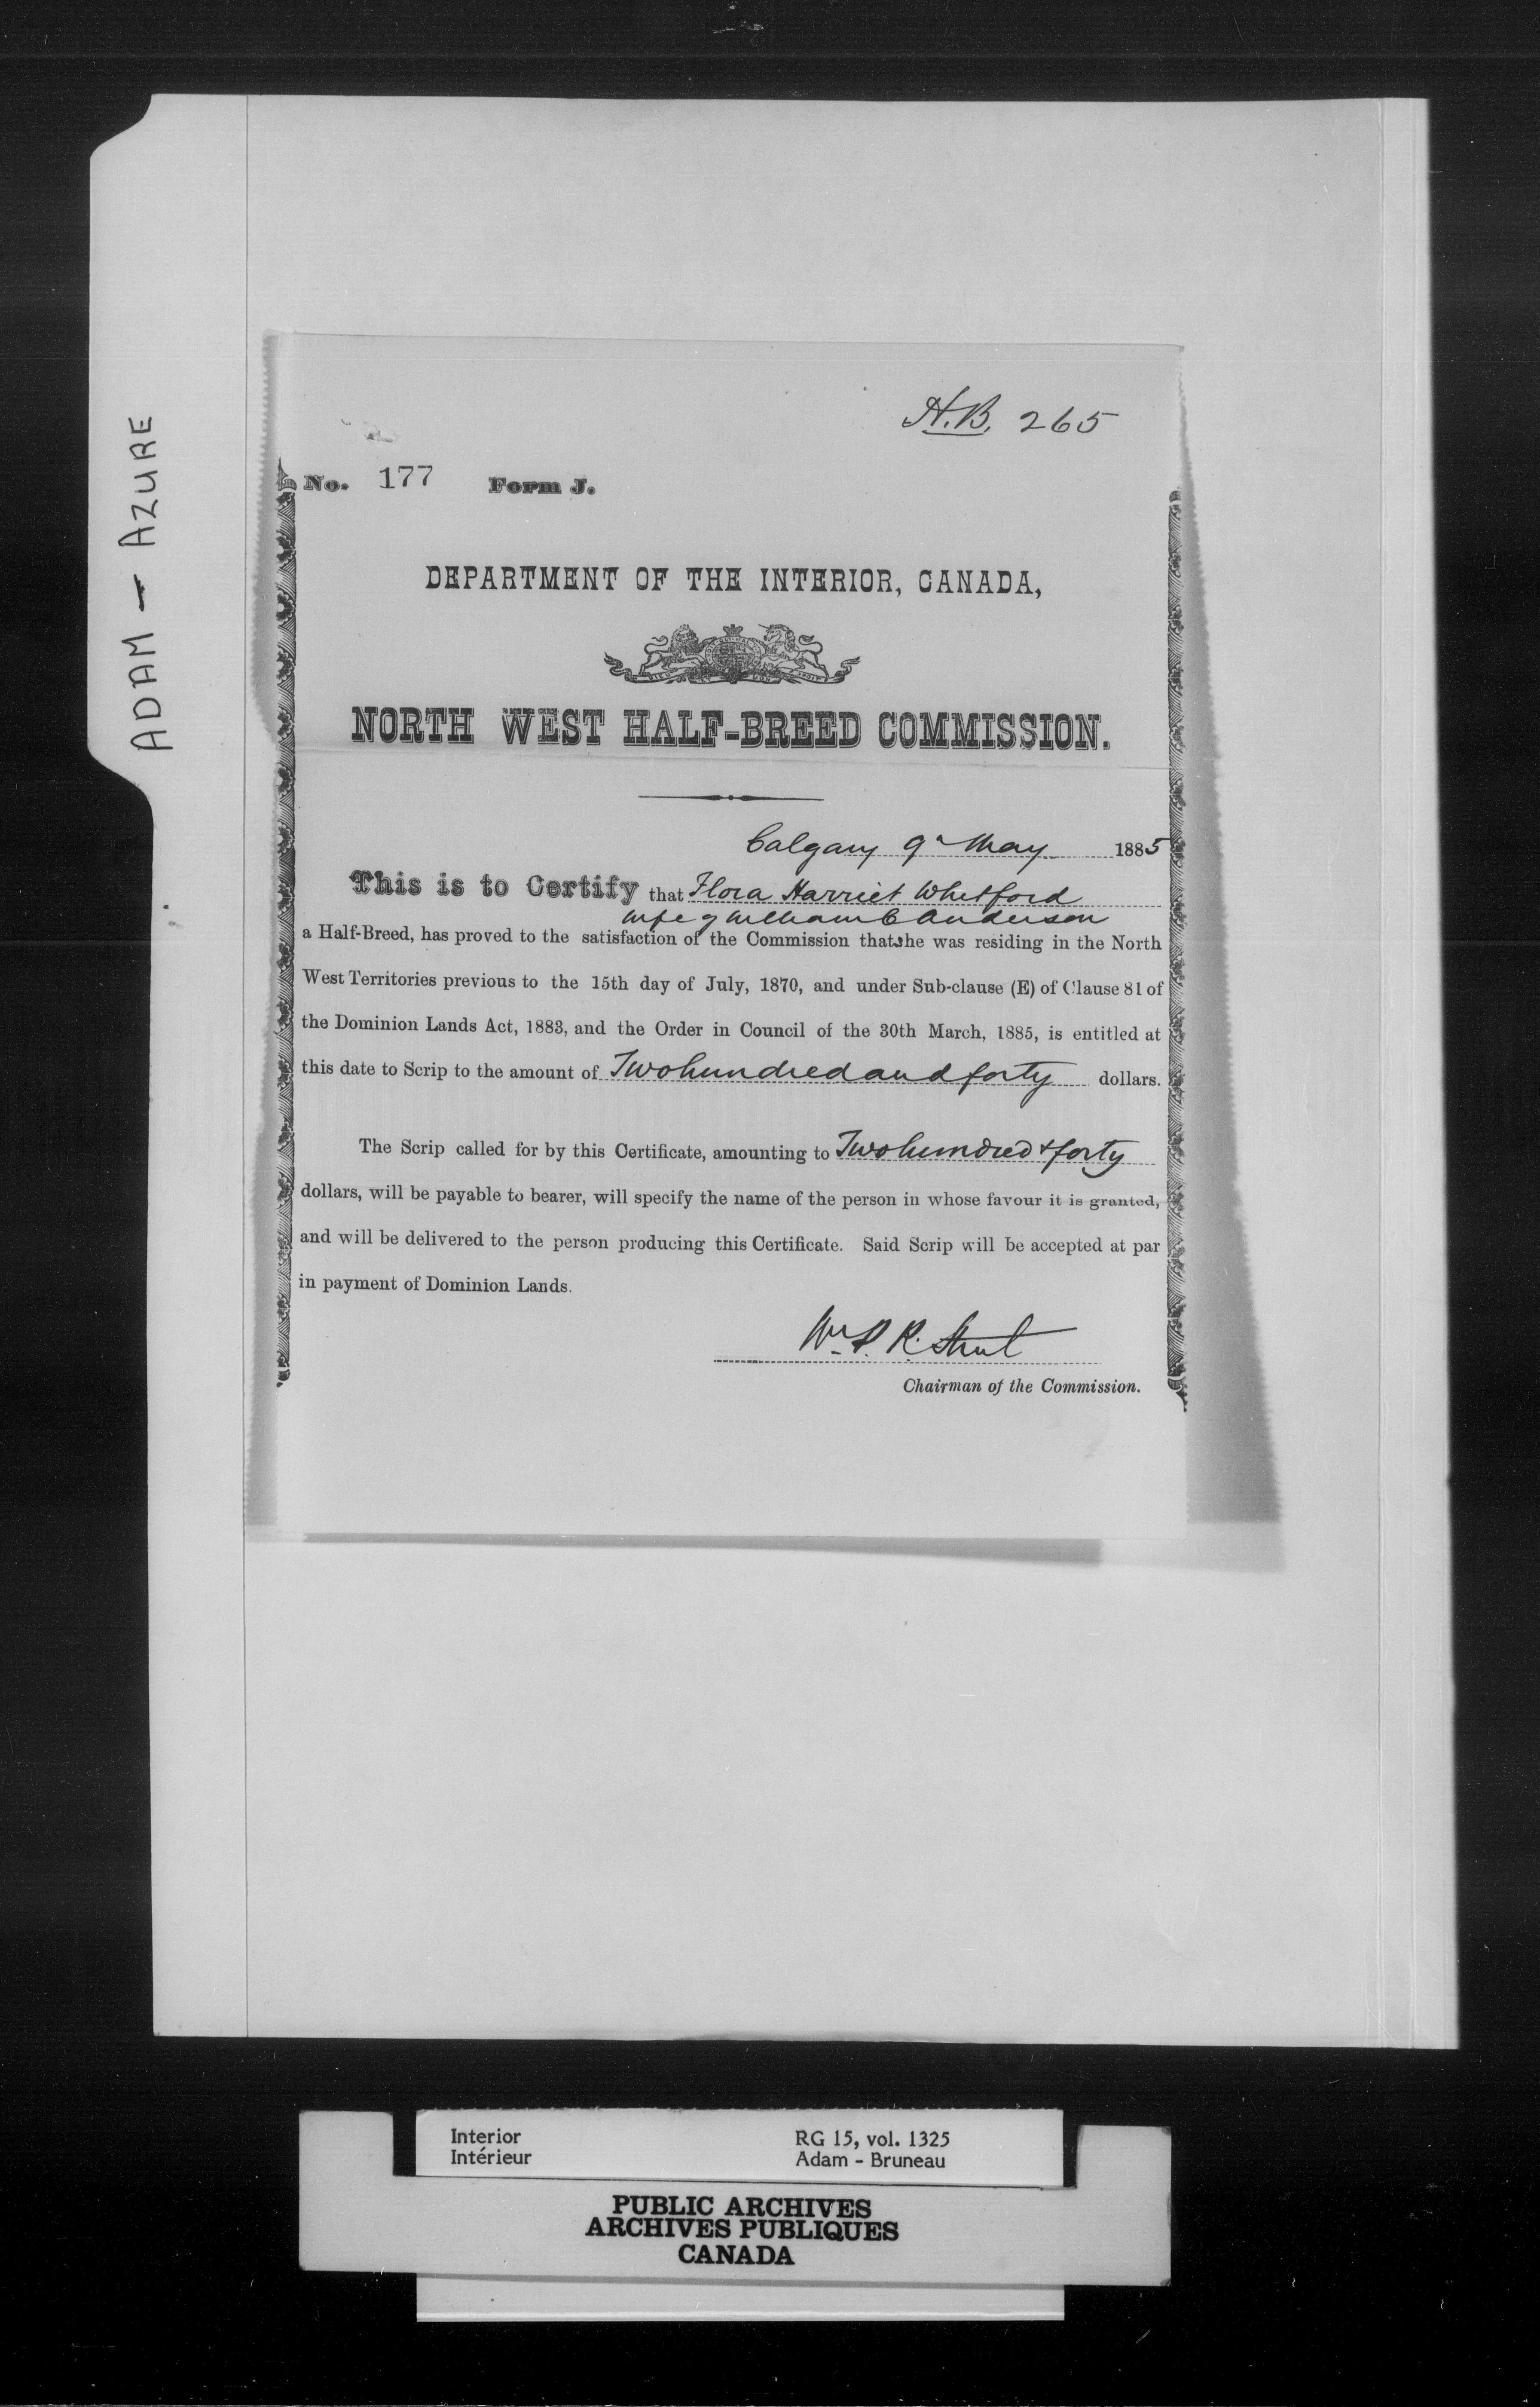 ADAM - AZURE
H.B. 265
No. 177 Form J.
DEPARTMENT OF THE INTERIOR, CANADA,
NORTH WEST HALF-BREED COMMISSION.
Calgary 9th May 1885
This is to Certify that Flora Harriet Whitford
wife of William C Anderson
a Half-Breed, has proved to the satisfaction of the Commission that she was residing in the North
West Territories previous to the 15th day of July, 1870, and under Sub-clause (E) of Clause 81 of
the Dominion Lands Act, 1883, and the Order in Council of the 30th March, 1885, is entitled at
this date to Scrip to the amount of Two hundred and forty dollars.
The Scrip called for by this Certificate, amounting to Two hundred & forty
dollars, will be payable to bearer, will specify the name of the person in whose favour it is granted,
and will be delivered to the person producing this Certificate. Said Scrip will be accepted at par
in payment of Dominion Lands.
Wm P. R. Street
Chairman of the Commission.
Interior RG 15, vol. 1325
Intérieur Adam - Bruneau
PUBLIC ARCHIVES
ARCHIVES PUBLIQUES
CANADA